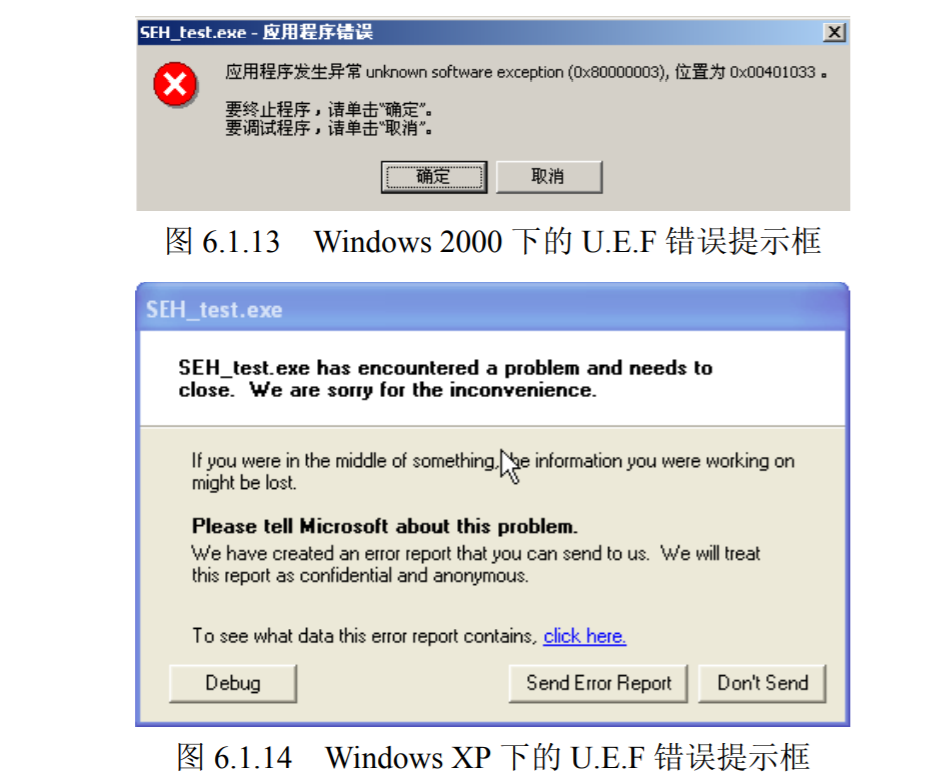 SEH_test.exe - 应用程序错误
应用程序发生异常 unknown software exception (0x80000003), 位置为 0x00401033 。
要终止程序，请单击“确定”。
要调试程序，请单击“取消”。
确定 取消
图 6.1.13 Windows 2000 下的 U.E.F 错误提示框
SEH_test.exe
SEH_test.exe has encountered a problem and needs to
close. We are sorry for the inconvenience.
If you were in the middle of something, the information you were working on
might be lost.
Please tell Microsoft about this problem.
We have created an error report that you can send to us. We will treat
this report as confidential and anonymous.
To see what data this error report contains, click here.
Debug Send Error Report Don't Send
图 6.1.14 Windows XP 下的 U.E.F 错误提示框